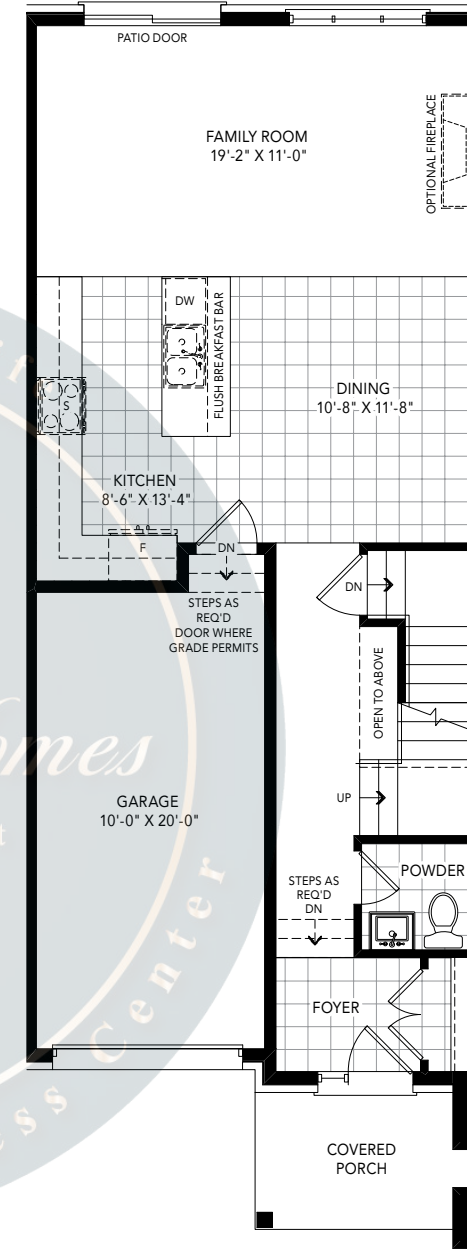 PATIO DOOR
FAMILY ROOM
19'-2" X 11'-0"
OPTIONAL FIREPLACE
DW
FLUSH BREAKFAST BAR
S
DINING
10'-8" X 11'-8"
KITCHEN
8'-6" X 13'-4"
F
DN
STEPS AS
REQ'D
DOOR WHERE
GRADE PERMITS
DN
OPEN TO ABOVE
UP
GARAGE
10'-0" X 20'-0"
POWDER
STEPS AS
REQ'D
DN
FOYER
COVERED
PORCH
Center